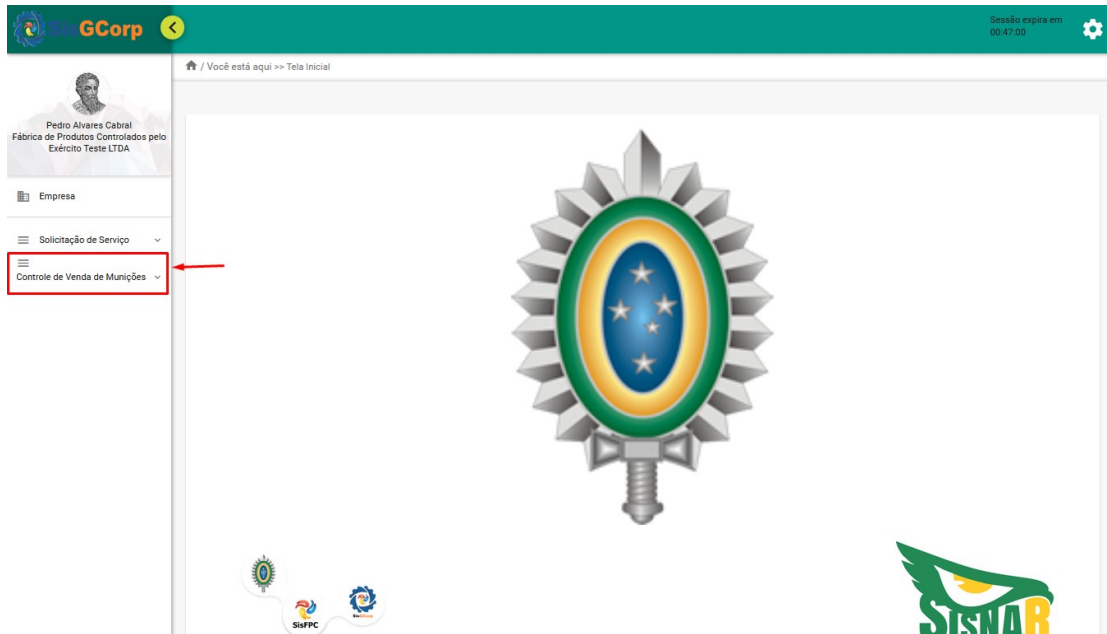 SisGCorp
Sessão expira em
00:47:00
/ Você está aqui >> Tela Inicial
Pedro Alvares Cabral
Fábrica de Produtos Controlados pelo
Exército Teste LTDA
Empresa
Solicitação de Serviço
Controle de Venda de Munições
SisFPC
SisGCorp
SISNAR